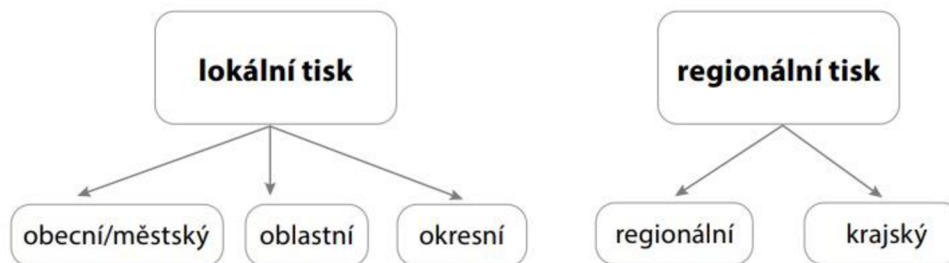 lokální tisk
regionální tisk
obecní/městský
oblastní
okresní
regionální
krajský